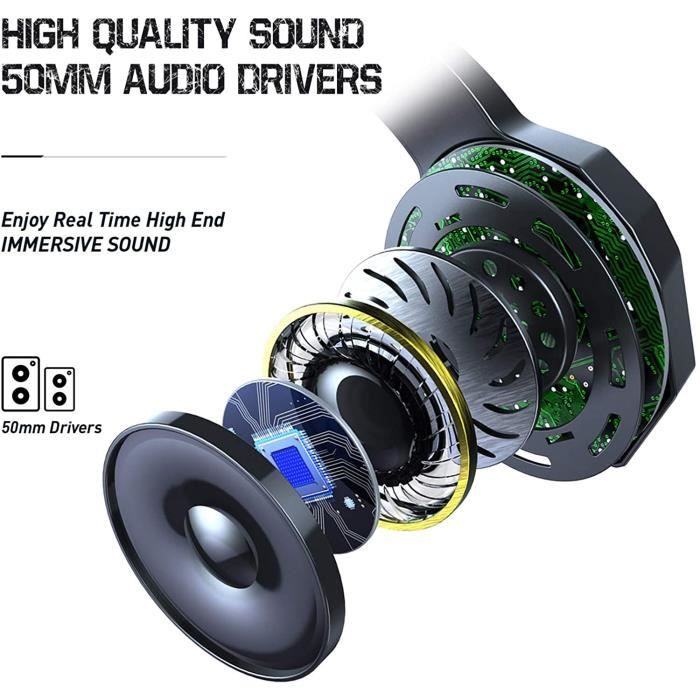 HIGH QUALITY SOUND
50MM AUDIO DRIVERS
Enjoy Real Time High End
IMMERSIVE SOUND
50mm Drivers